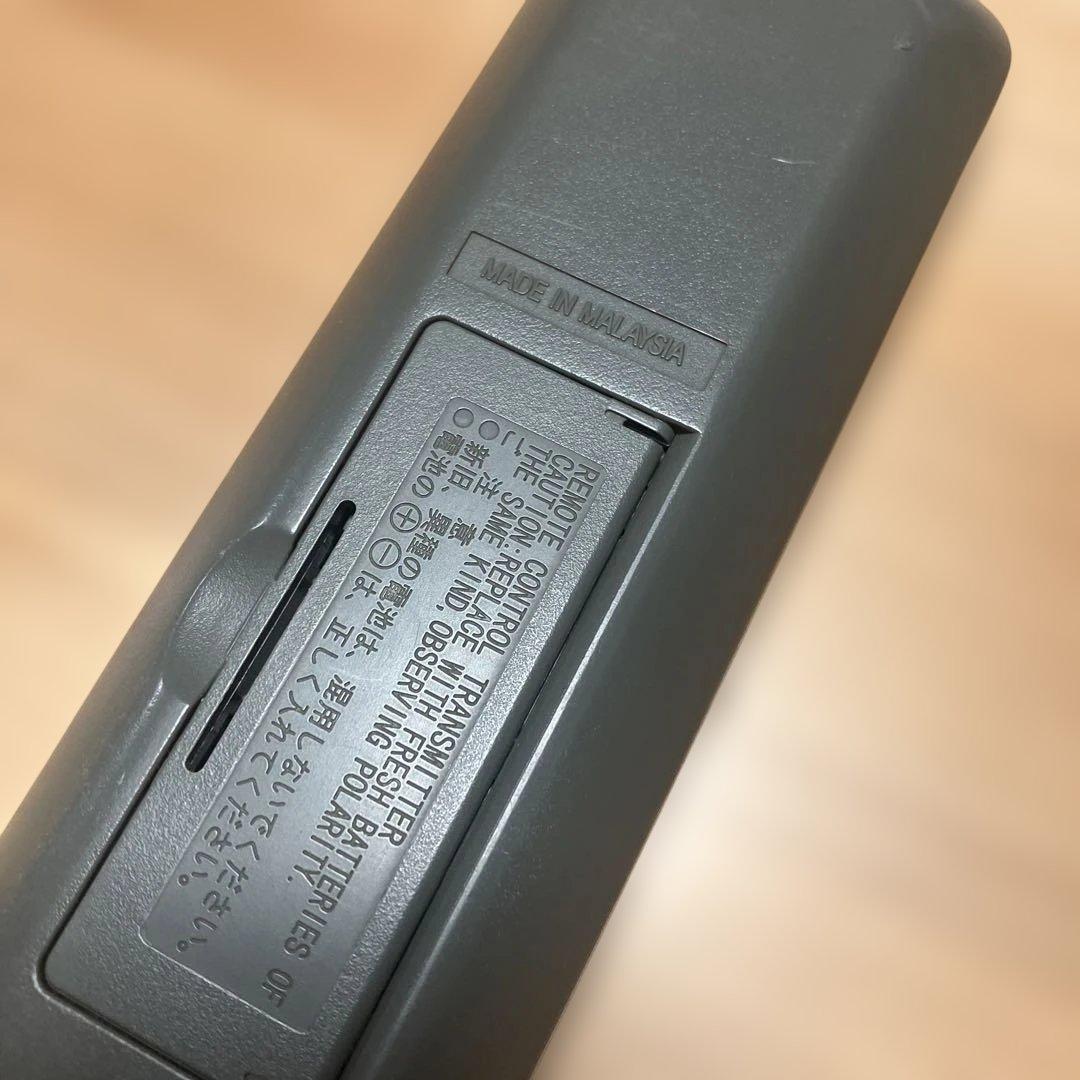 MADE IN MALAYSIA
REMOTE CONTROL TRANSMITTER
CAUTION: REPLACE WITH FRESH BATTERIES OF
THE SAME KIND, OBSERVING POLARITY.
注 意
●新旧、異種の電池は、混用しないでください。
●電池の⊕⊖は、正しく入れてください。